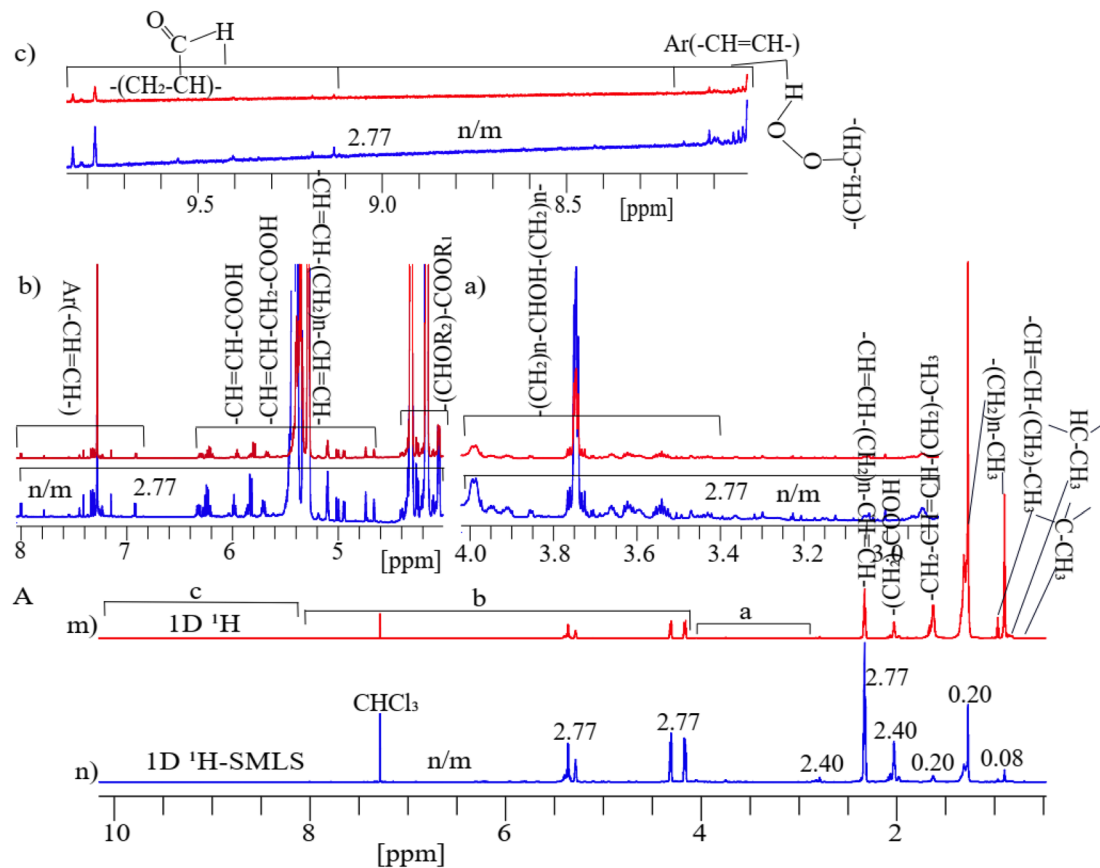 c)
O
C
H
-(CH₂-CH)-
Ar(-CH=CH-)
H
O
O
-(CH₂-CH)-
2.77
n/m
9.5
9.0
8.5
[ppm]
b)
Ar(-CH=CH-)
-CH=CH-COOH
-CH=CH-CH₂-COOH
-CH=CH-(CH₂)n-CH=CH
-(CHOR₂)-COOR₁
n/m
2.77
8
7
6
5
[ppm]
a)
-(CH₂)n-CHOH-(CH₂)n-
2.77
n/m
4.0
3.8
3.6
3.4
3.2
3.0
-CH=CH-(CH₂)n-CH=CH-
-(CH₂)-COOH
-CH₂-CH=CH-(CH₂)-CH₃
-(CH₂)n-CH₃
-CH=CH-(CH₂)-CH₃
HC-CH₃
-C-CH₃
A
m)
c
b
a
1D ¹H
CHCl₃
n)
1D ¹H-SMLS
n/m
2.77
2.77
2.40
2.77
2.40
0.20
0.20
0.08
10
8
6
4
2
[ppm]